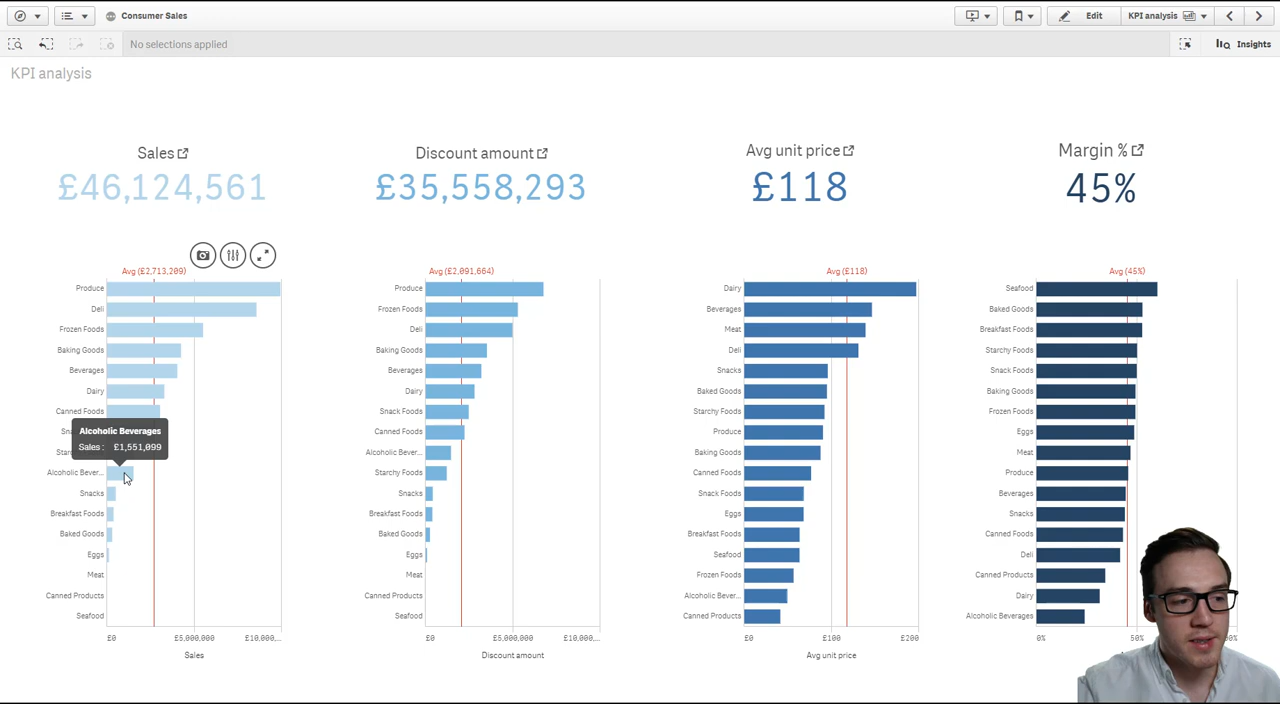 Consumer Sales
Edit
KPI analysis
No selections applied
Insights
KPI analysis
Sales
£46,124,561
Discount amount
£35,558,293
Avg unit price
£118
Margin %
45%
Avg (£2,713,209)
Produce
Deli
Frozen Foods
Baking Goods
Beverages
Dairy
Canned Foods
Alcoholic Beverages
Sales : £1,551,099
Alcoholic Bever...
Snacks
Breakfast Foods
Baked Goods
Eggs
Meat
Canned Products
Seafood
£0 £5,000,000 £10,000,...
Sales
Avg (£2,091,664)
Produce
Frozen Foods
Deli
Baking Goods
Beverages
Dairy
Snack Foods
Canned Foods
Alcoholic Bever...
Starchy Foods
Snacks
Breakfast Foods
Baked Goods
Eggs
Meat
Canned Products
Seafood
£0 £5,000,000 £10,000,...
Discount amount
Avg (£118)
Dairy
Beverages
Meat
Deli
Snacks
Baked Goods
Starchy Foods
Produce
Baking Goods
Canned Foods
Snack Foods
Eggs
Breakfast Foods
Seafood
Frozen Foods
Alcoholic Bever...
Canned Products
£0 £100 £200
Avg unit price
Avg (45%)
Seafood
Baked Goods
Breakfast Foods
Starchy Foods
Snack Foods
Baking Goods
Frozen Foods
Eggs
Meat
Produce
Beverages
Snacks
Canned Foods
Deli
Canned Products
Dairy
Alcoholic Beverages
0% 50%